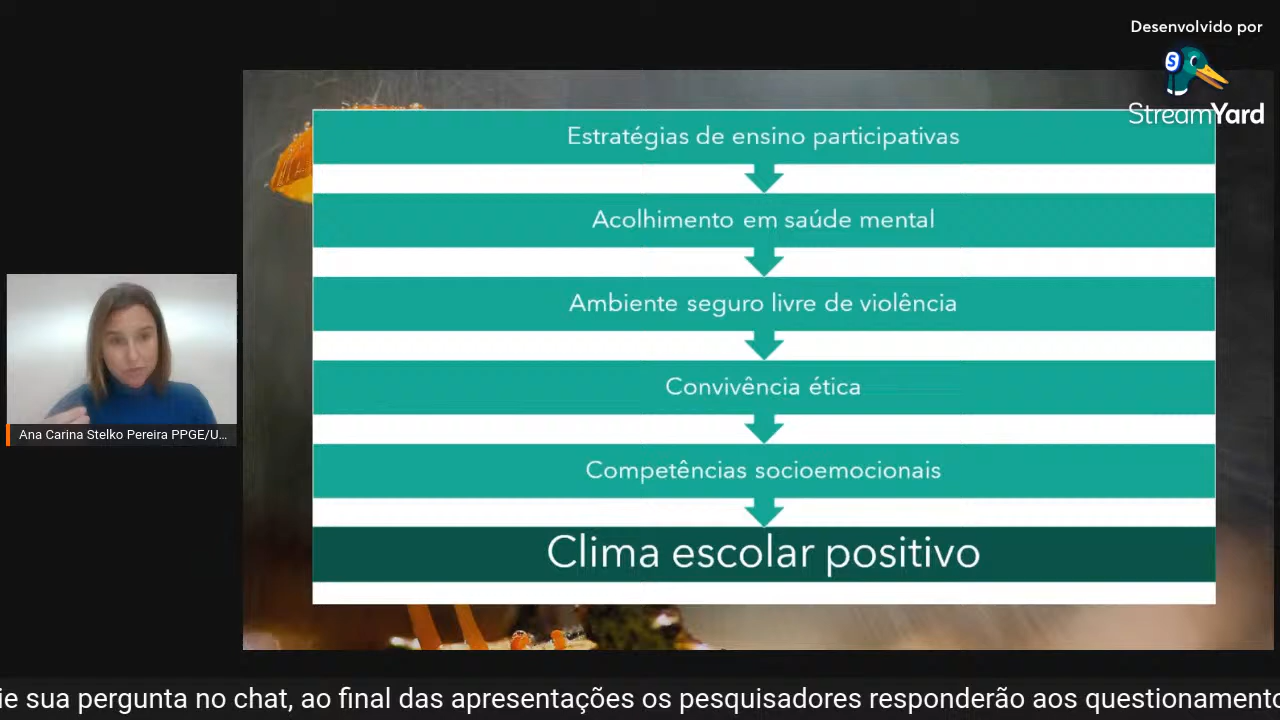 Desenvolvido por
StreamYard
Estratégias de ensino participativas
Acolhimento em saúde mental
Ambiente seguro livre de violência
Convivência ética
Competências socioemocionais
Clima escolar positivo
Ana Carina Stelko Pereira PPGE/U...
ie sua pergunta no chat, ao final das apresentações os pesquisadores responderão aos questionamento